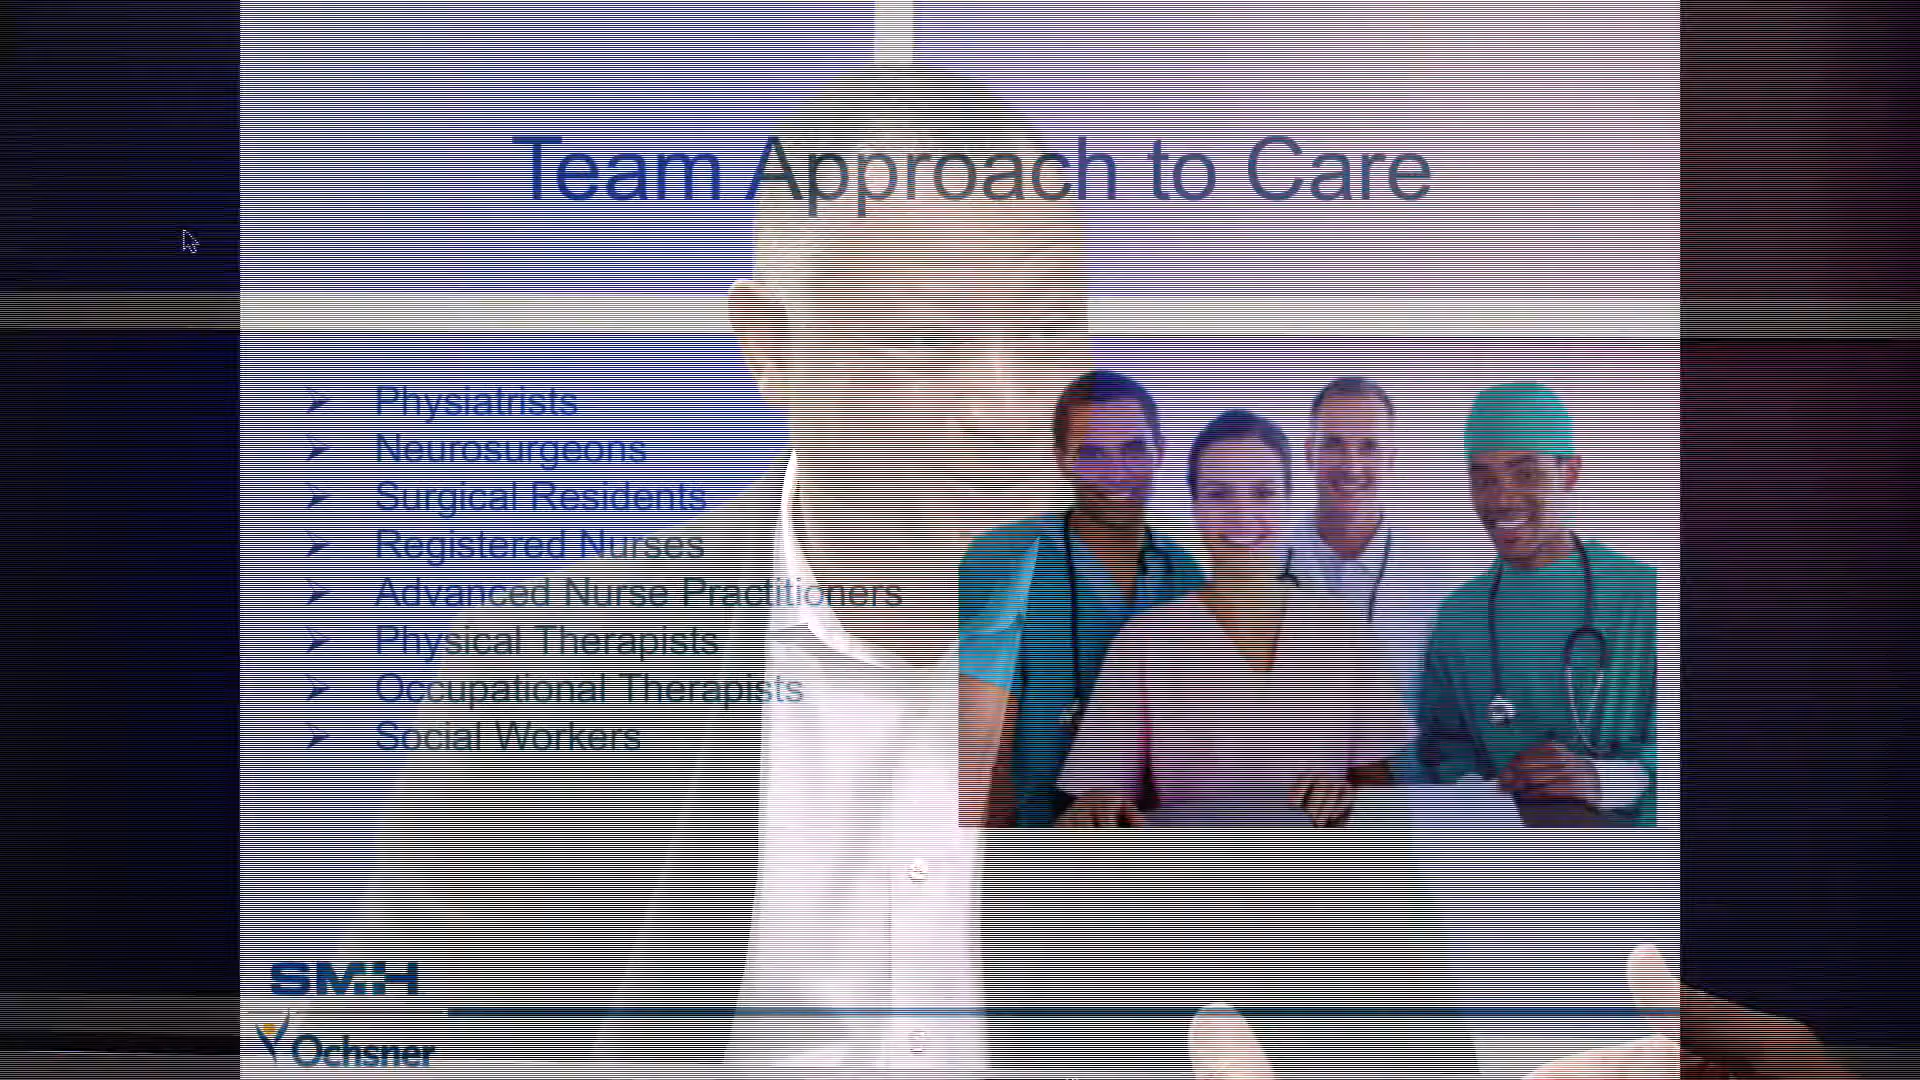 Team Approach to Care
Physiatrists
Neurosurgeons
Surgical Residents
Registered Nurses
Advanced Nurse Practitioners
Physical Therapists
Occupational Therapists
Social Workers
SMH
Ochsner